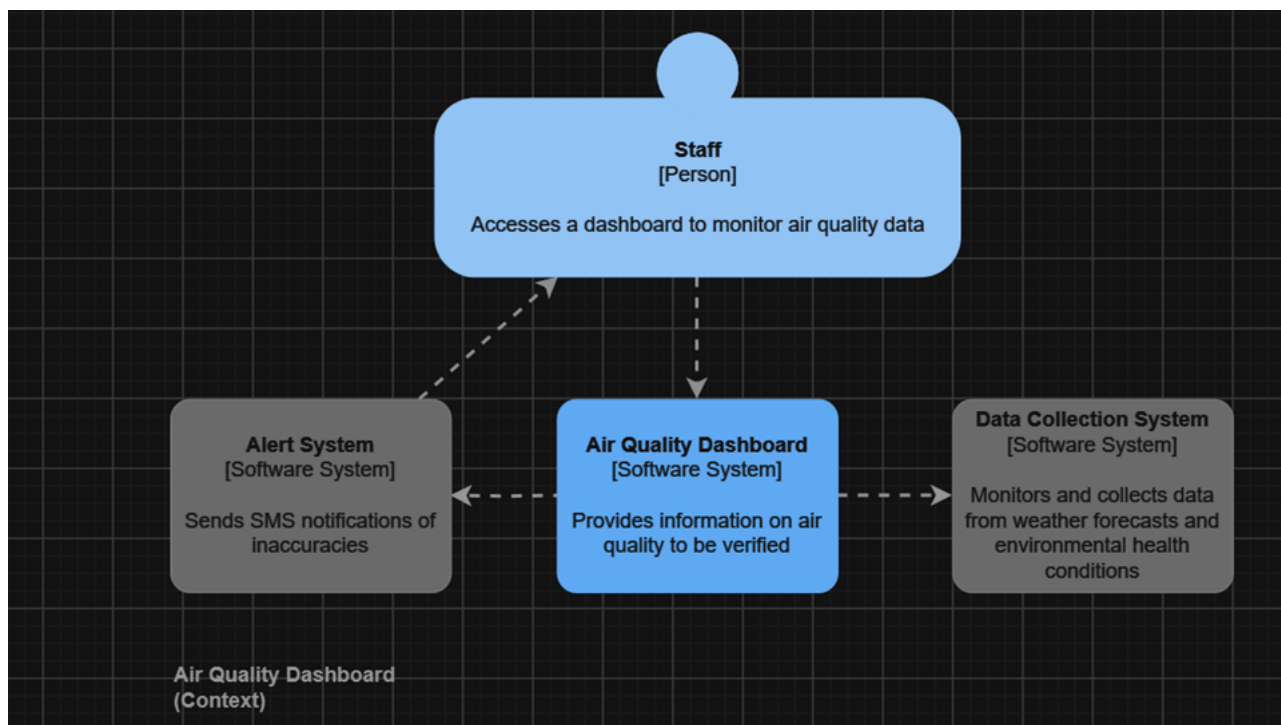 Staff
[Person]
Accesses a dashboard to monitor air quality data
Alert System
[Software System]
Sends SMS notifications of
inaccuracies
Air Quality Dashboard
[Software System]
Provides information on air
quality to be verified
Data Collection System
[Software System]
Monitors and collects data
from weather forecasts and
environmental health
conditions
Air Quality Dashboard
(Context)